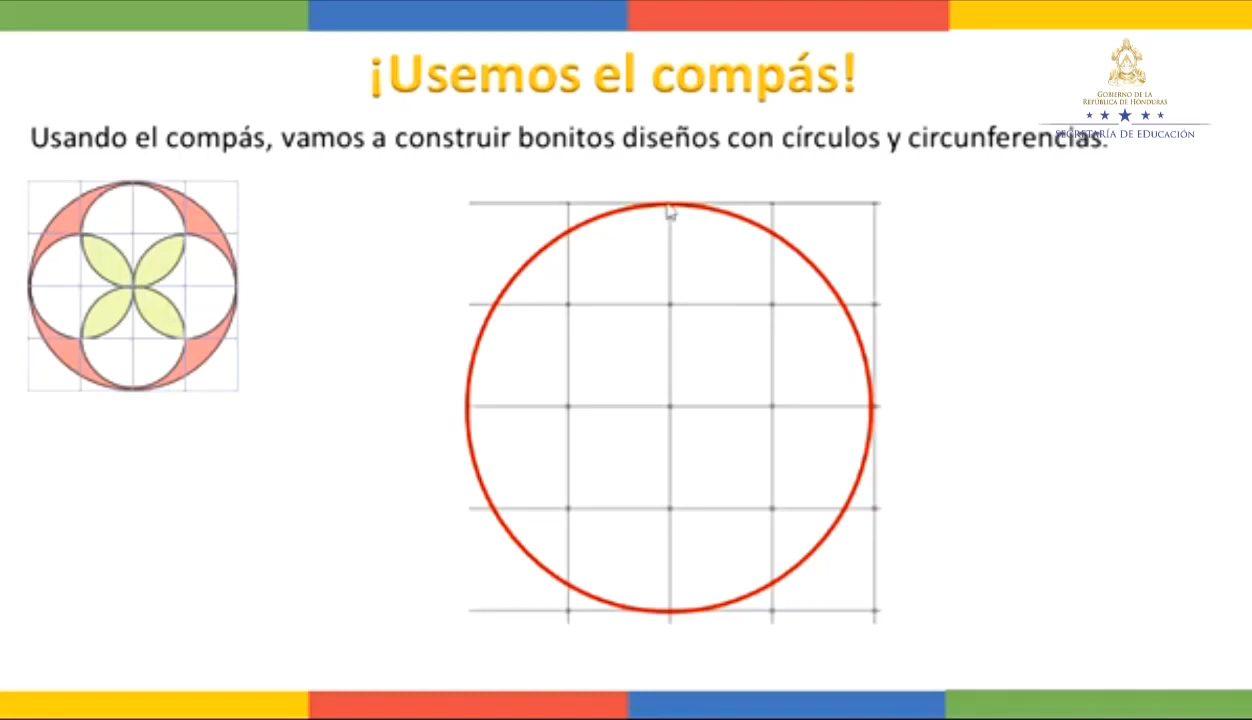 ¡Usemos el compás!
GOBIERNO DE LA
REPÚBLICA DE HONDURAS
Usando el compás, vamos a construir bonitos diseños con círculos y circunferencias.
SECRETARÍA DE EDUCACIÓN